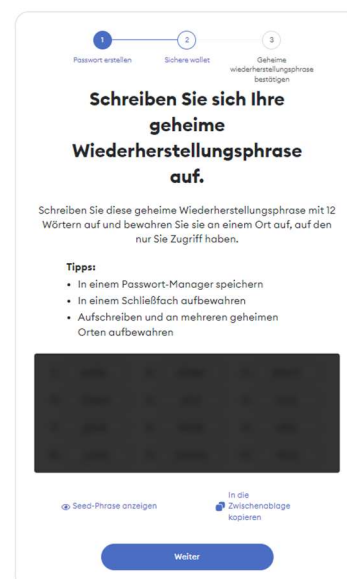 1 2 3
Passwort erstellen Sichere wallet Geheime
wiederherstellungsphrase
bestätigen
Schreiben Sie sich Ihre
geheime
Wiederherstellungsphrase
auf.
Schreiben Sie diese geheime Wiederherstellungsphrase mit 12
Wörtern auf und bewahren Sie sie an einem Ort auf, auf den
nur Sie Zugriff haben.
Tipps:
• In einem Passwort-Manager speichern
• In einem Schließfach aufbewahren
• Aufschreiben und an mehreren geheimen
Orten aufbewahren
Seed-Phrase anzeigen
In die
Zwischenablage
kopieren
Weiter